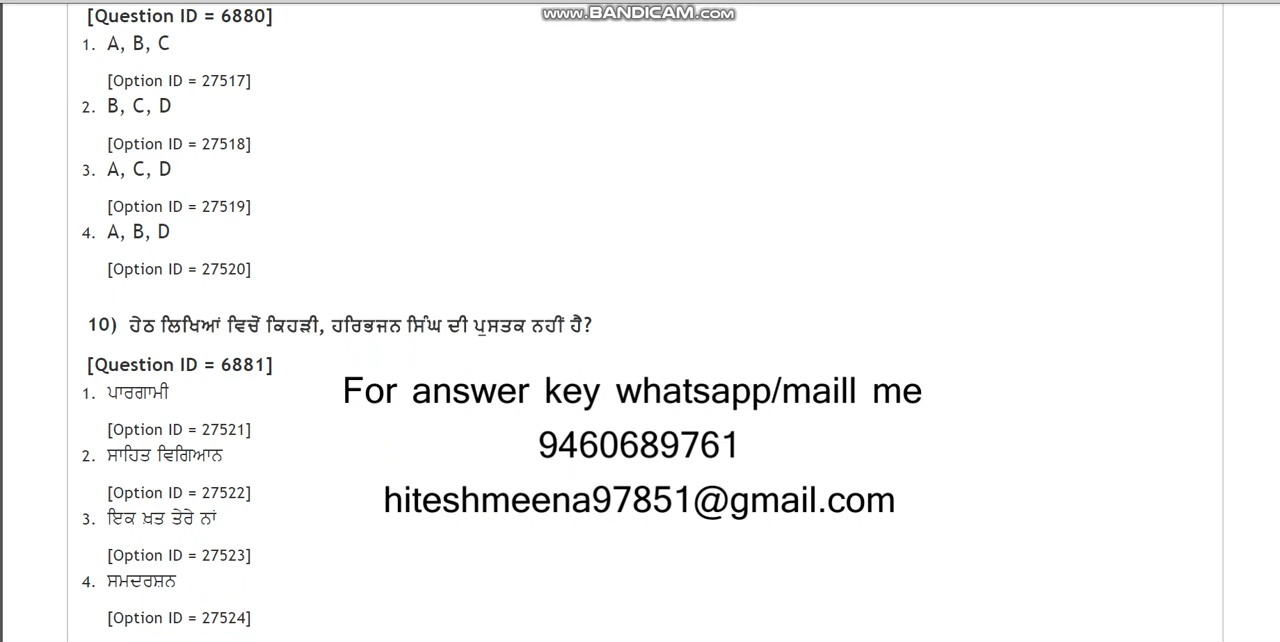 www.BANDICAM.com
[Question ID = 6880]
1. A, B, C
[Option ID = 27517]
2. B, C, D
[Option ID = 27518]
3. A, C, D
[Option ID = 27519]
4. A, B, D
[Option ID = 27520]
10) ਹੇਠ ਲਿਖਿਆਂ ਵਿਚੋਂ ਕਿਹੜੀ, ਹਰਿਭਜਨ ਸਿੰਘ ਦੀ ਪੁਸਤਕ ਨਹੀਂ ਹੈ?
[Question ID = 6881]
1. ਪਾਰਗਾਮੀ
[Option ID = 27521]
2. ਸਾਹਿਤ ਵਿਗਿਆਨ
[Option ID = 27522]
3. ਇਕ ਖ਼ਤ ਤੇਰੇ ਨਾਂ
[Option ID = 27523]
4. ਸਮਦਰਸ਼ਨ
[Option ID = 27524]
For answer key whatsapp/maill me
9460689761
hiteshmeena97851@gmail.com